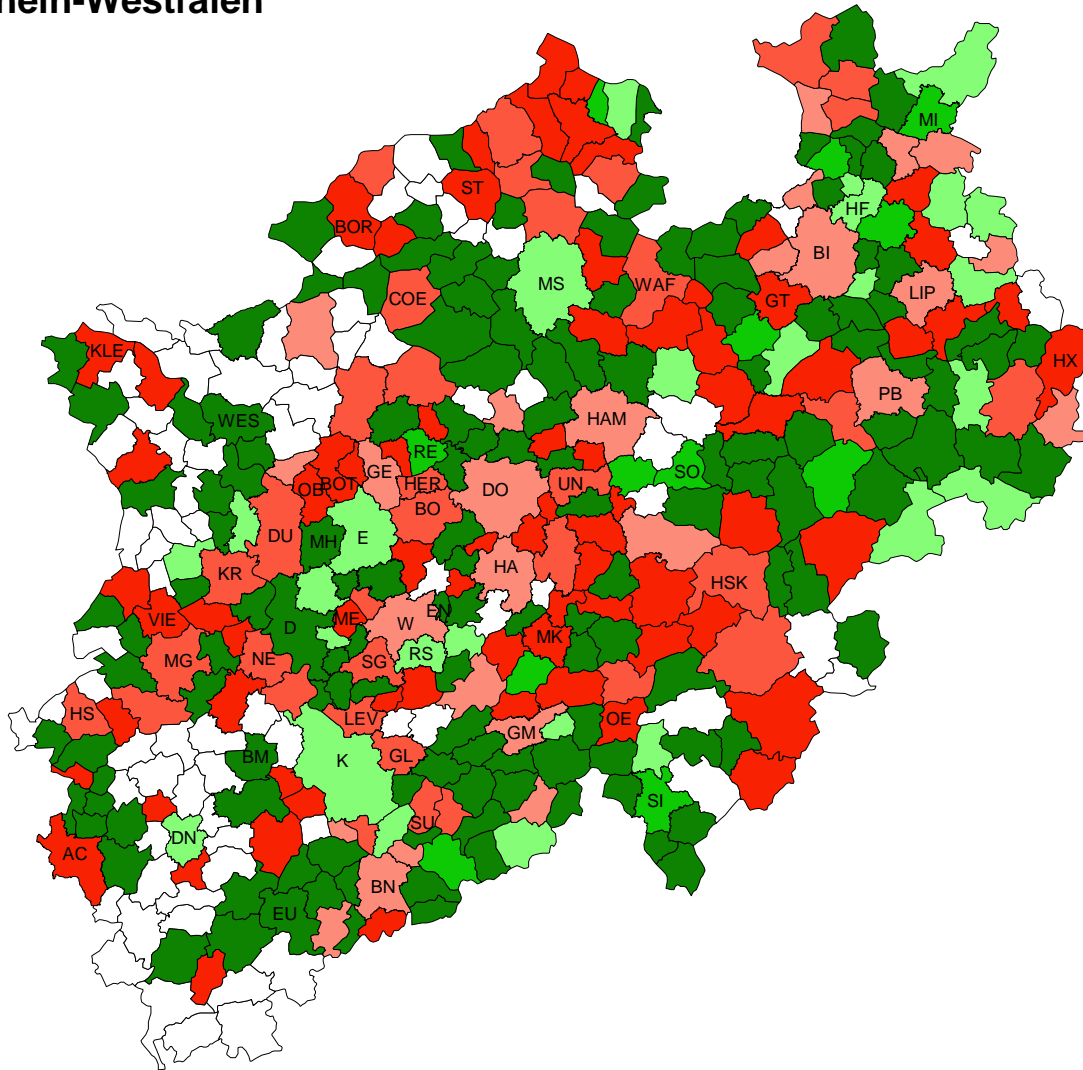 hein-Westfalen
MI
ST
HF
BOR
BI
MS
WAF
LIP
COE
GT
KLE
HX
PB
WES
HAM
RE
GE
SO
BOT
HER
UN
OB
DO
BO
DU
MH
E
HA
KR
HSK
EN
VIE
ME
W
D
MK
RS
MG
NE
SG
HS
LEV
OE
GM
BM
K
GL
SI
SU
DN
AC
BN
EU